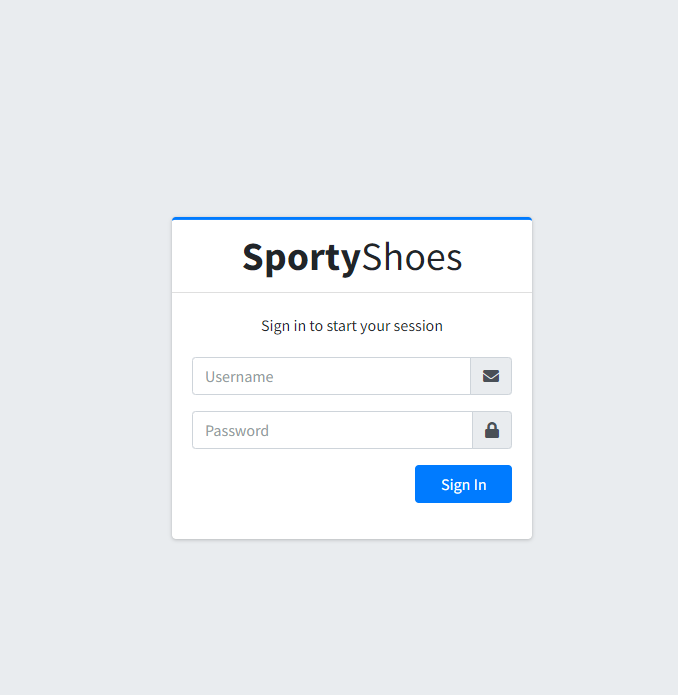 SportyShoes
Sign in to start your session
Username
Password
Sign In